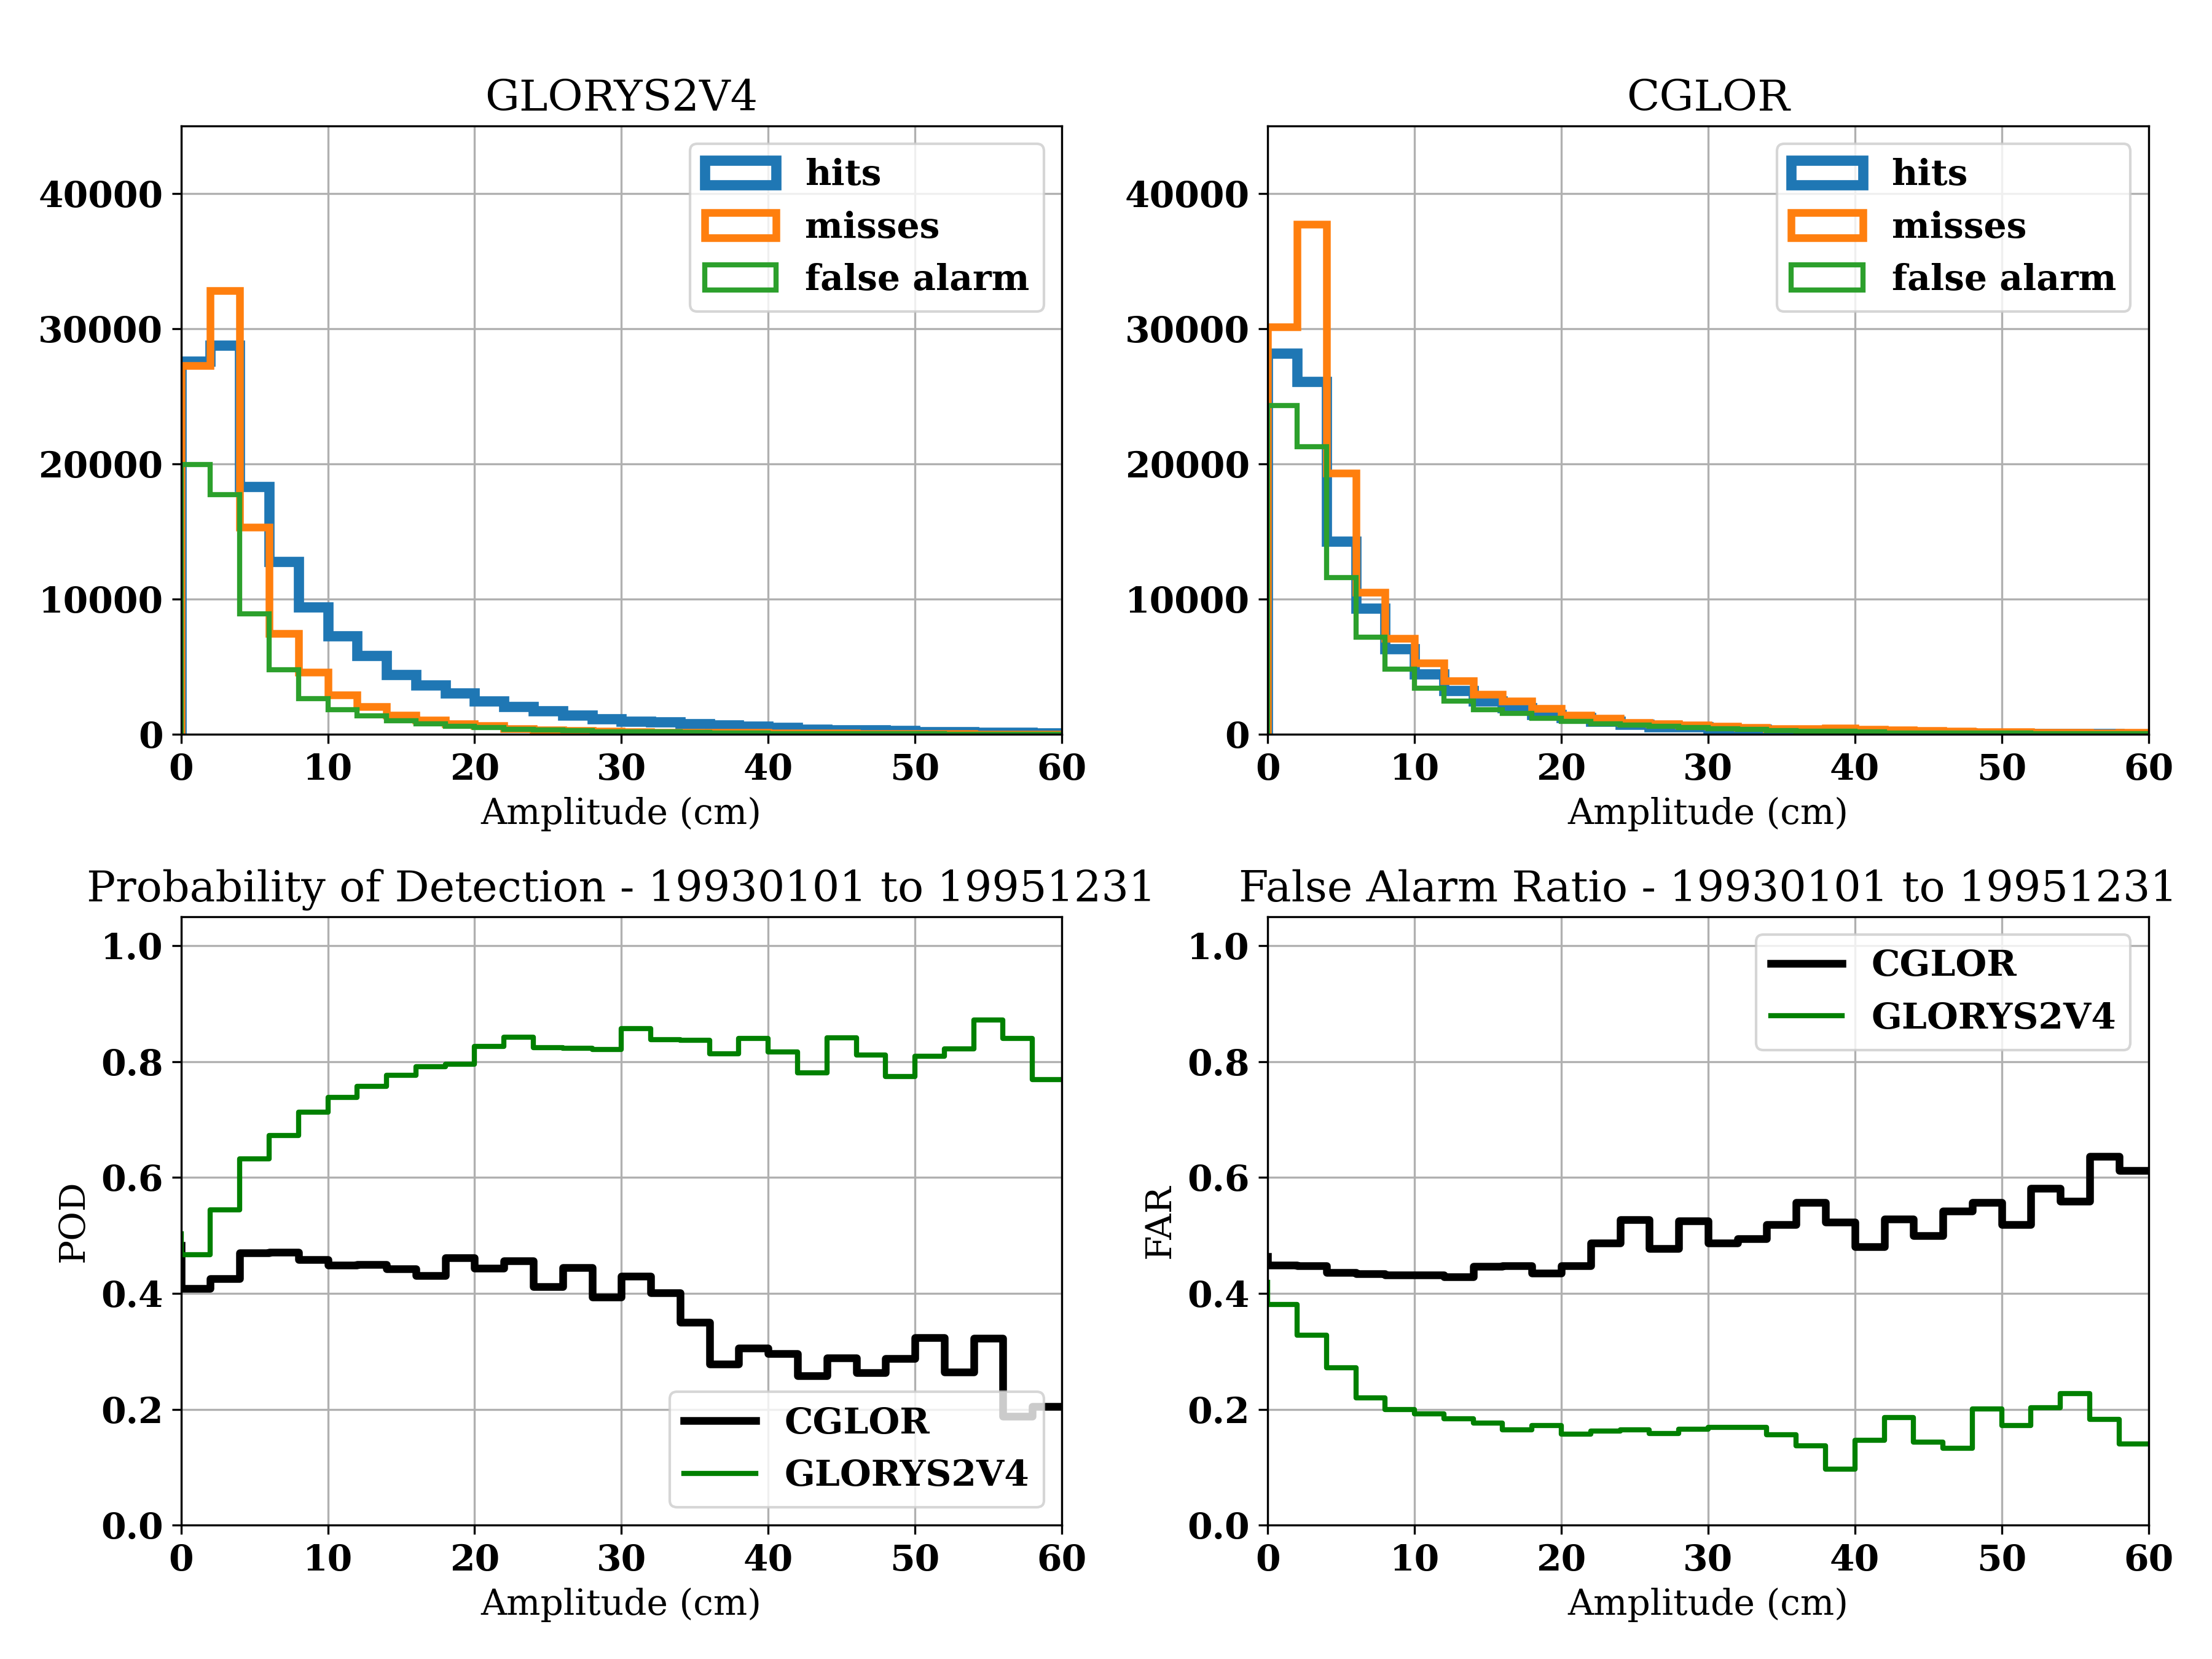 GLORYS2V4
hits
misses
false alarm
40000
30000
20000
10000
0
0 10 20 30 40 50 60
Amplitude (cm)
CGLOR
hits
misses
false alarm
40000
30000
20000
10000
0
0 10 20 30 40 50 60
Amplitude (cm)
Probability of Detection - 19930101 to 19951231
POD
1.0
0.8
0.6
0.4
0.2
0.0
CGLOR
GLORYS2V4
0 10 20 30 40 50 60
Amplitude (cm)
False Alarm Ratio - 19930101 to 19951231
FAR
CGLOR
GLORYS2V4
1.0
0.8
0.6
0.4
0.2
0.0
0 10 20 30 40 50 60
Amplitude (cm)